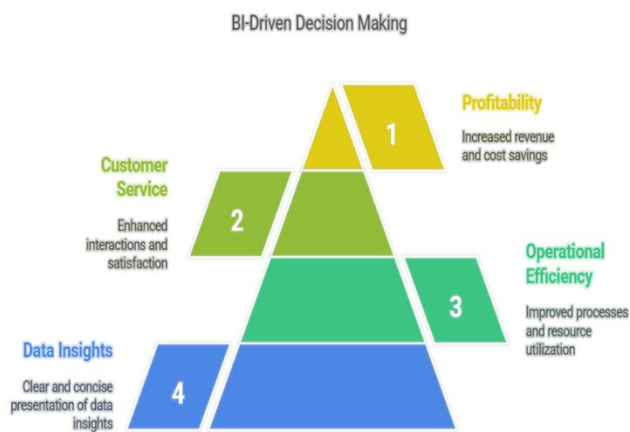 BI-Driven Decision Making
1
Profitability
Increased revenue
and cost savings
Customer
Service
2
Enhanced
interactions and
satisfaction
Operational
Efficiency
3
Improved processes
and resource
utilization
Data Insights
4
Clear and concise
presentation of data
insights